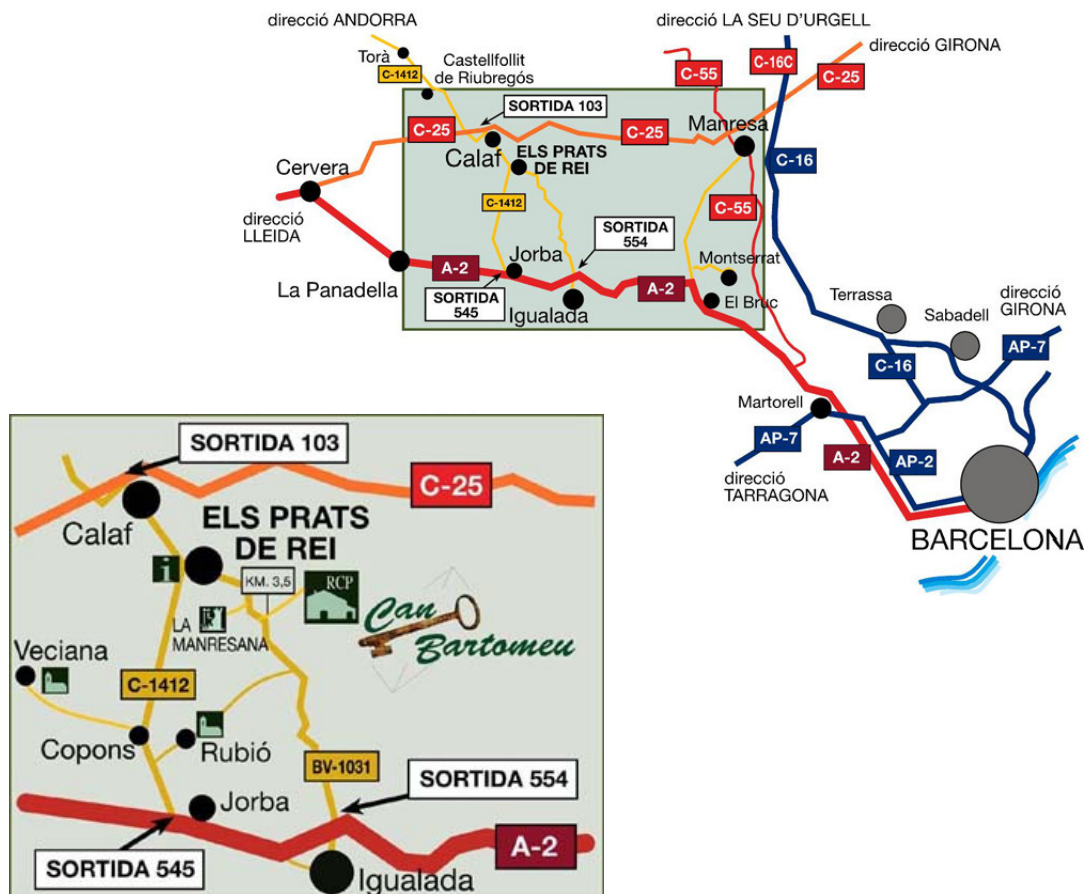 direcció ANDORRA
direcció LA SEU D'URGELL
direcció GIRONA
Torà
C-1412
Castellfollit
de Riubregós
C-55
C-16C
C-25
SORTIDA 103
C-25
C-25
Manresa
Calaf
ELS PRATS
DE REI
C-16
Cervera
C-1412
C-55
direcció
LLEIDA
SORTIDA
554
Jorba
Montserrat
A-2
A-2
La Panadella
SORTIDA
545
Igualada
El Bruc
Terrassa
Sabadell
direcció
GIRONA
AP-7
C-16
Martorell
AP-7
A-2
AP-2
direcció
TARRAGONA
BARCELONA
SORTIDA 103
C-25
Calaf
ELS PRATS
DE REI
i
KM. 3,5
RCP
LA
MANRESANA
Can
Bartomeu
Veciana
C-1412
Copons
Rubió
BV-1031
SORTIDA 554
Jorba
SORTIDA 545
A-2
Igualada